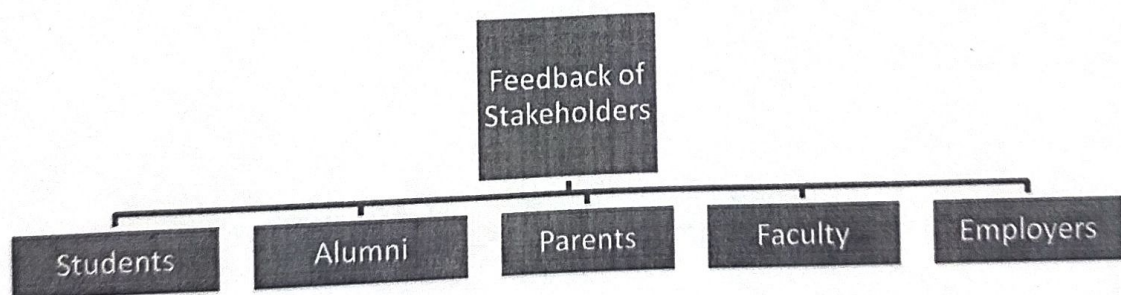 Feedback of
Stakeholders
Students
Alumni
Parents
Faculty
Employers